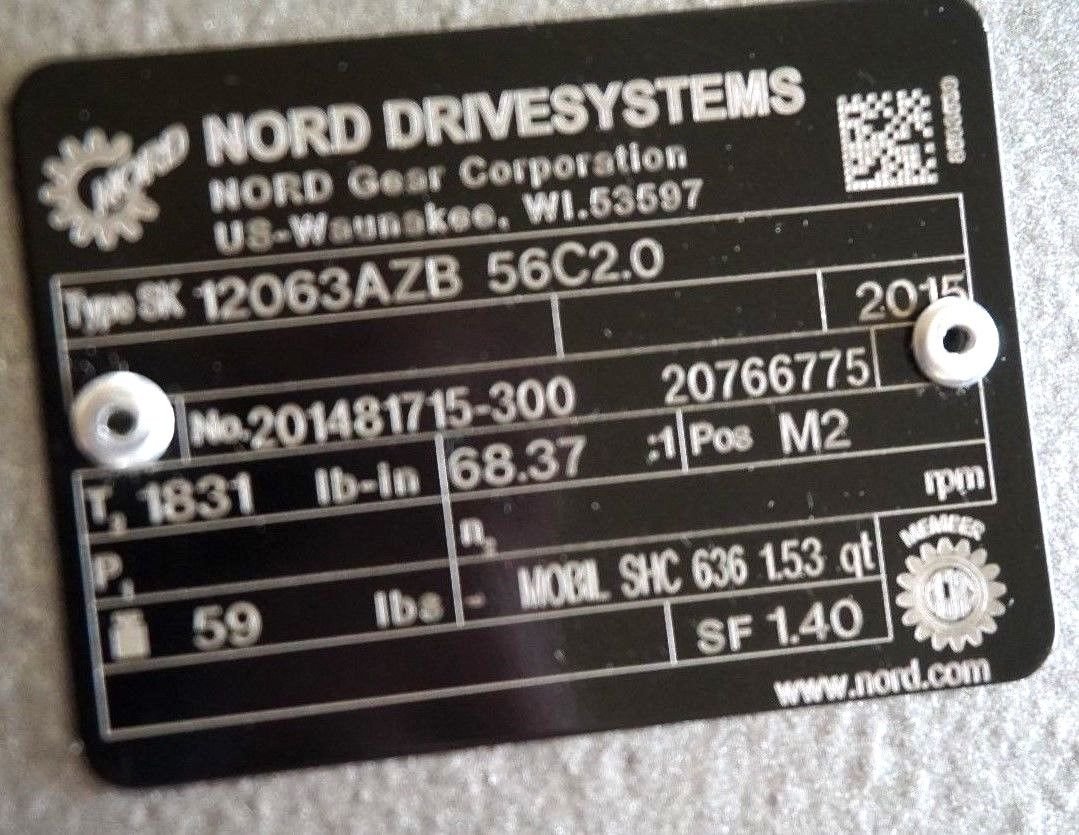 NORD
NORD DRIVESYSTEMS
NORD Gear Corporation
US-Waunakee, WI.53597
Type SK 12063AZB 56C2.0
2015
No. 201481715-300 20766775
T₂ 1831 lb-in 68.37 :1 Pos M2
P₁ n₂ rpm
59 lbs - MOBIL SHC 636 1.53 qt
SF 1.40
MEMBER
www.nord.com